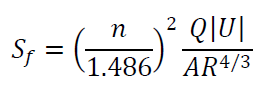 S_f = (n / 1.486)^2 Q|U| / AR^{4/3}